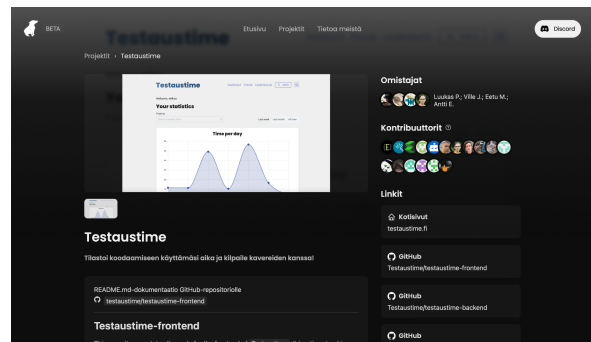 BETA
Etusivu Projektit Tietoa meistä
Discord
Projektit › Testaustime
Testaustime
Your statistics
Time per day
Testaustime
Tilastoi koodaamiseen käyttämäsi aika ja kilpaile kavereiden kanssa!
README.md-dokumentaatio GitHub-repositoriolle
testaustime/testaustime-frontend
Testaustime-frontend
Omistajat
Luukas P.; Ville J.; Eetu M.;
Antti E.
Kontribuuttorit
Linkit
Kotisivut
testaustime.fi
GitHub
Testaustime/testaustime-frontend
GitHub
Testaustime/testaustime-backend
GitHub